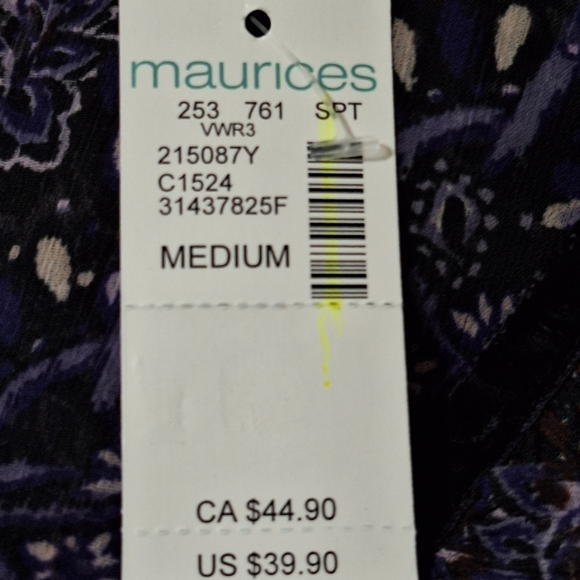 maurices
253 761 SPT
VWR3
215087Y
C1524
31437825F
MEDIUM
CA $44.90
US $39.90